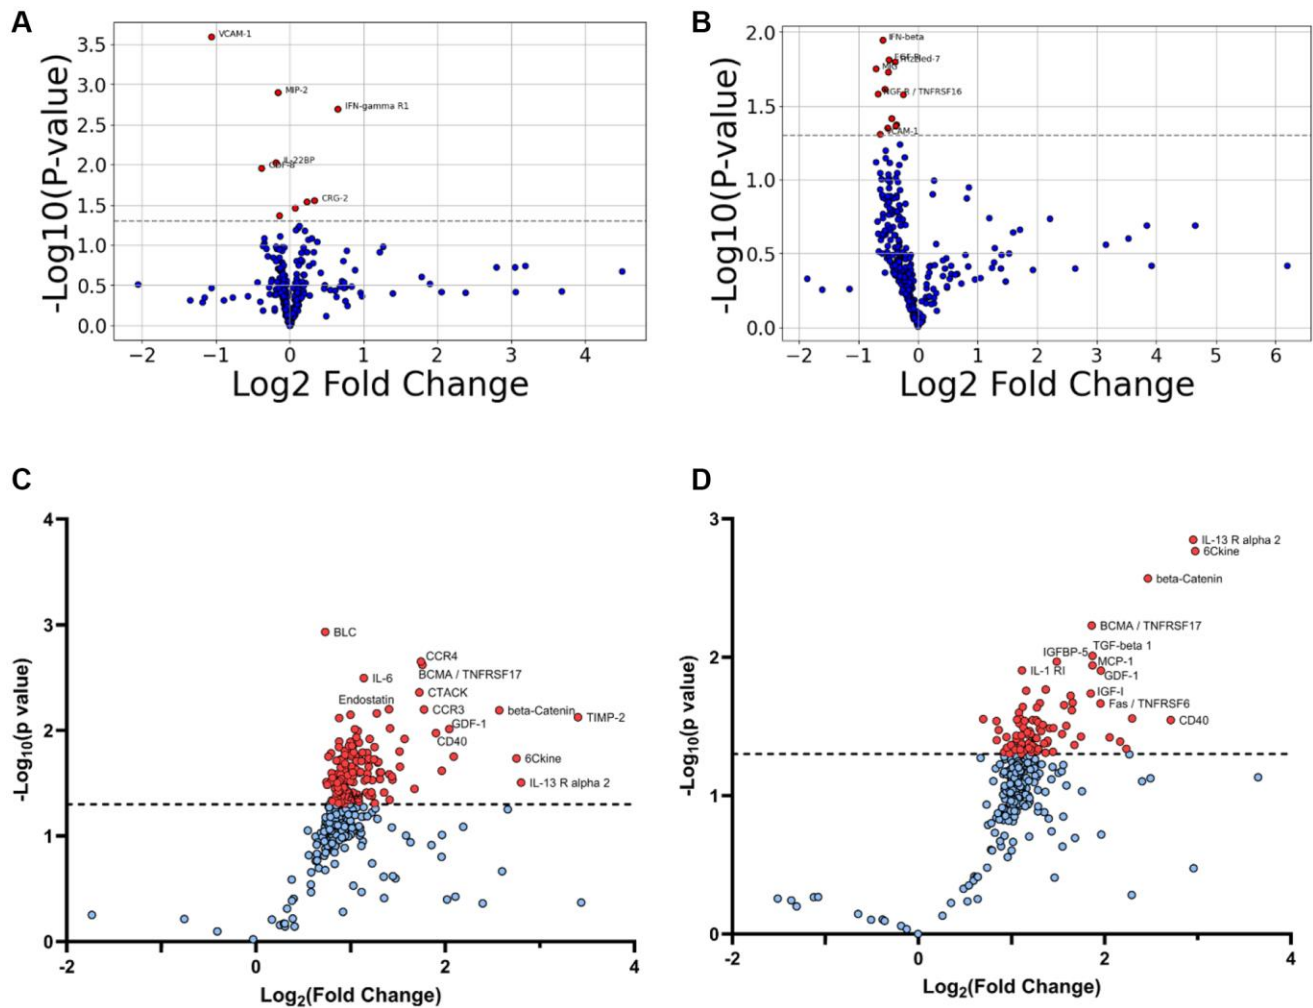 A
3.5
3.0
2.5
2.0
1.5
1.0
0.5
0.0
-Log10(P-value)
VCAM-1
MIP-2
IFN-gamma R1
IL-22BP
GDF-8
CRG-2
−2 −1 0 1 2 3 4
Log2 Fold Change
B
2.0
1.5
1.0
0.5
0.0
-Log10(P-value)
IFN-beta
Frizzled-7
MIG
NGF R / TNFRSF16
−2 −1 0 1 2 3 4 5 6
Log2 Fold Change
C
4
3
2
1
0
-Log10(p value)
BLC
CCR4
BCMA / TNFRSF17
IL-6
CTACK
Endostatin
CCR3
beta-Catenin
TIMP-2
GDF-1
CD40
6Ckine
IL-13 R alpha 2
-2 0 2 4
Log2(Fold Change)
D
3
2
1
0
-Log10(p value)
IL-13 R alpha 2
6Ckine
beta-Catenin
BCMA / TNFRSF17
TGF-beta 1
IGFBP-5
MCP-1
IL-1 RI
GDF-1
IGF-I
Fas / TNFRSF6
CD40
-2 0 2 4
Log2(Fold Change)